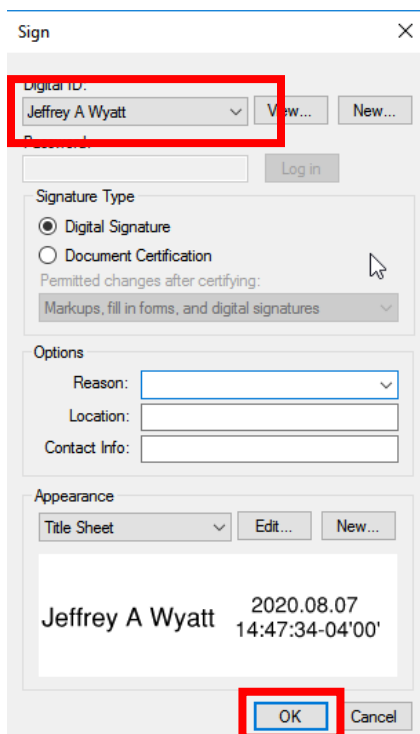 Sign
Digital ID:
Jeffrey A Wyatt View... New...
Password:
Log in
Signature Type
Digital Signature
Document Certification
Permitted changes after certifying:
Markups, fill in forms, and digital signatures
Options
Reason:
Location:
Contact Info:
Appearance
Title Sheet Edit... New...
Jeffrey A Wyatt 2020.08.07
14:47:34-04'00'
OK Cancel